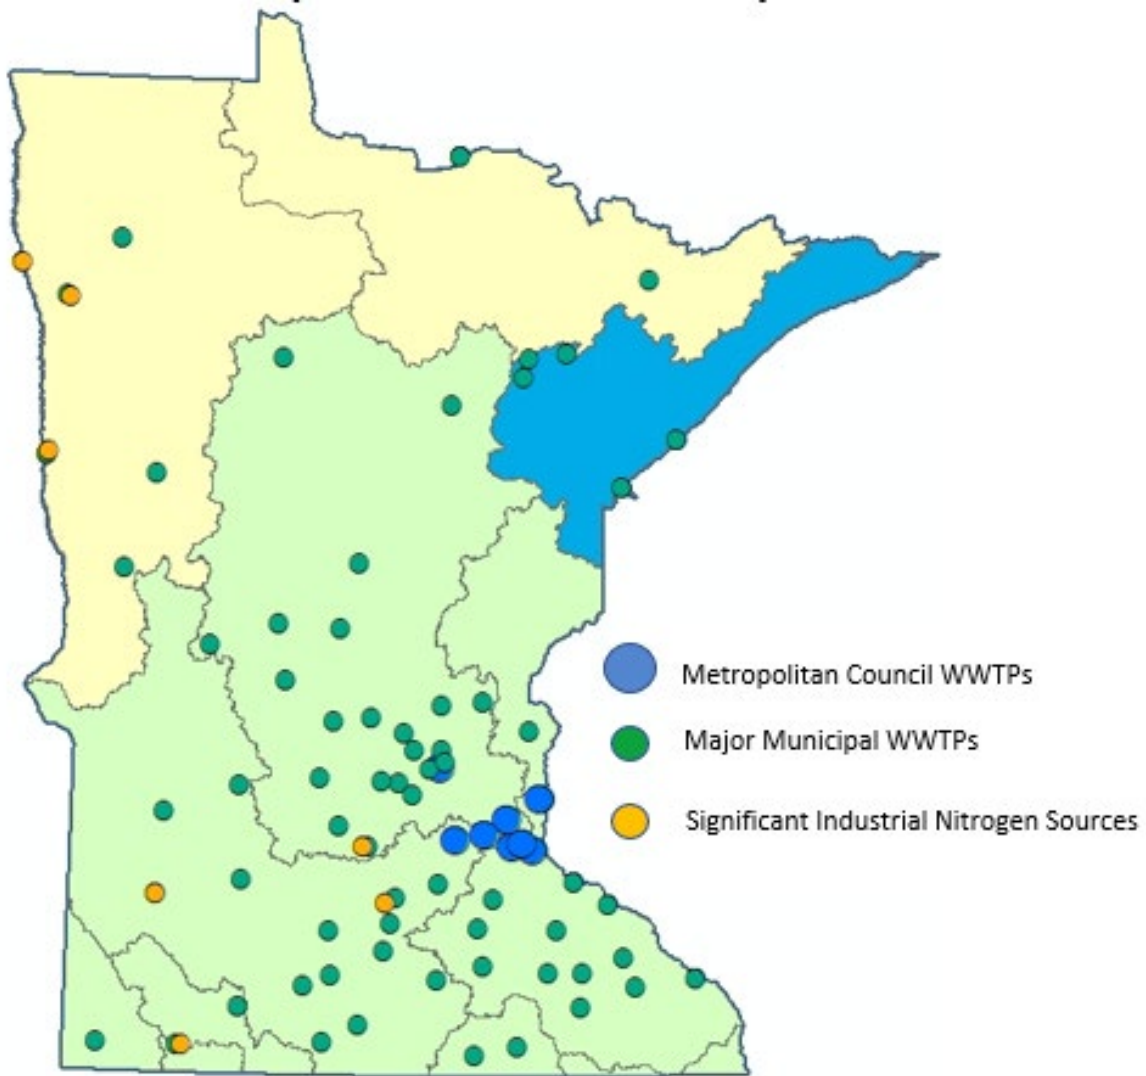 Metropolitan Council WWTPs
Major Municipal WWTPs
Significant Industrial Nitrogen Sources